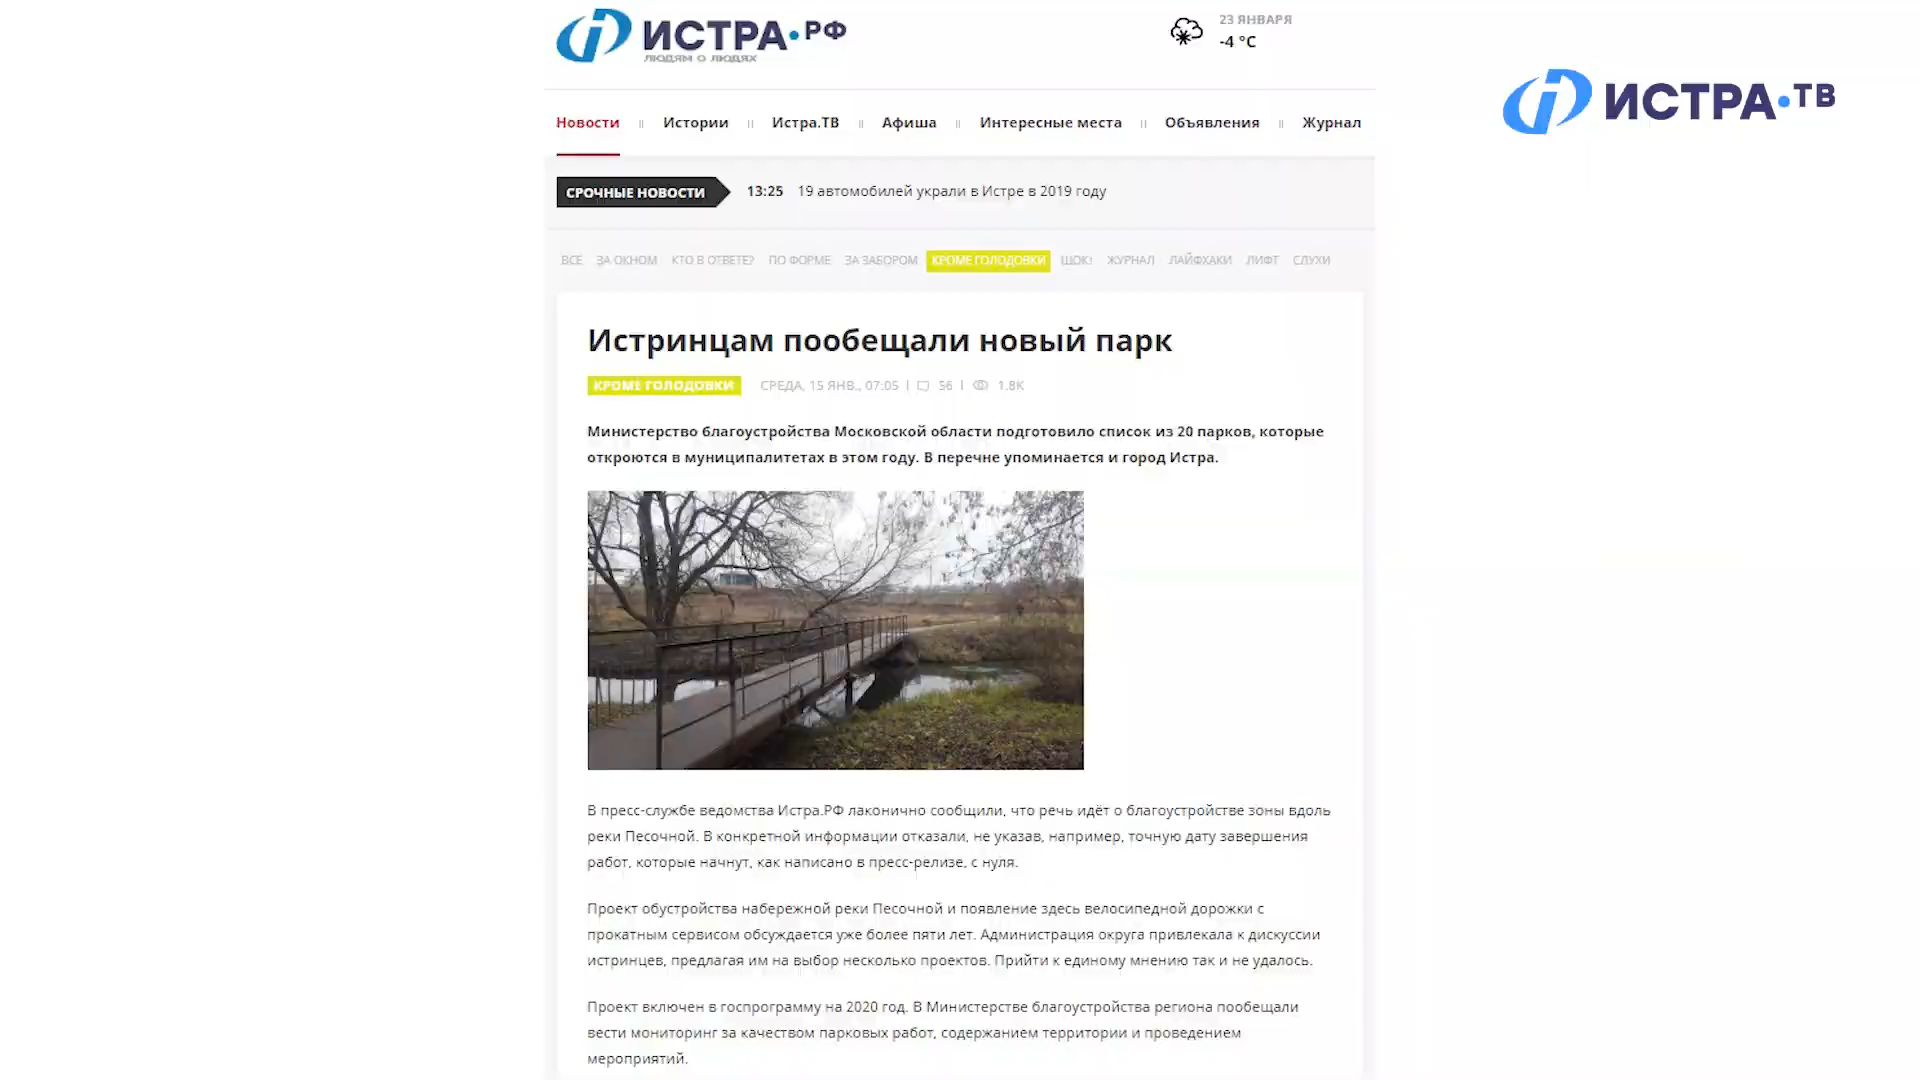 ИСТРА.РФ
ЛЮДЯМ О ЛЮДЯХ
23 ЯНВАРЯ
-4 °C
ИСТРА.ТВ
Новости
Истории
Истра.ТВ
Афиша
Интересные места
Объявления
Журнал
СРОЧНЫЕ НОВОСТИ 13:25 19 автомобилей украли в Истре в 2019 году
ВСЕ ЗА ОКНОМ КТО В ОТВЕТЕ? ПО ФОРМЕ ЗА ЗАБОРОМ КРОМЕ ГОЛОДОВКИ ШОК! ЖУРНАЛ ЛАЙФХАКИ ЛИФТ СЛУХИ
Истринцам пообещали новый парк
КРОМЕ ГОЛОДОВКИ СРЕДА, 15 ЯНВ., 07:05 | 56 | 1.8K
Министерство благоустройства Московской области подготовило список из 20 парков, которые
откроются в муниципалитетах в этом году. В перечне упоминается и город Истра.
В пресс-службе ведомства Истра.РФ лаконично сообщили, что речь идёт о благоустройстве зоны вдоль
реки Песочной. В конкретной информации отказали, не указав, например, точную дату завершения
работ, которые начнут, как написано в пресс-релизе, с нуля.
Проект обустройства набережной реки Песочной и появление здесь велосипедной дорожки с
прокатным сервисом обсуждается уже более пяти лет. Администрация округа привлекала к дискуссии
истринцев, предлагая им на выбор несколько проектов. Прийти к единому мнению так и не удалось.
Проект включен в госпрограмму на 2020 год. В Министерстве благоустройства региона пообещали
вести мониторинг за качеством парковых работ, содержанием территории и проведением
мероприятий.